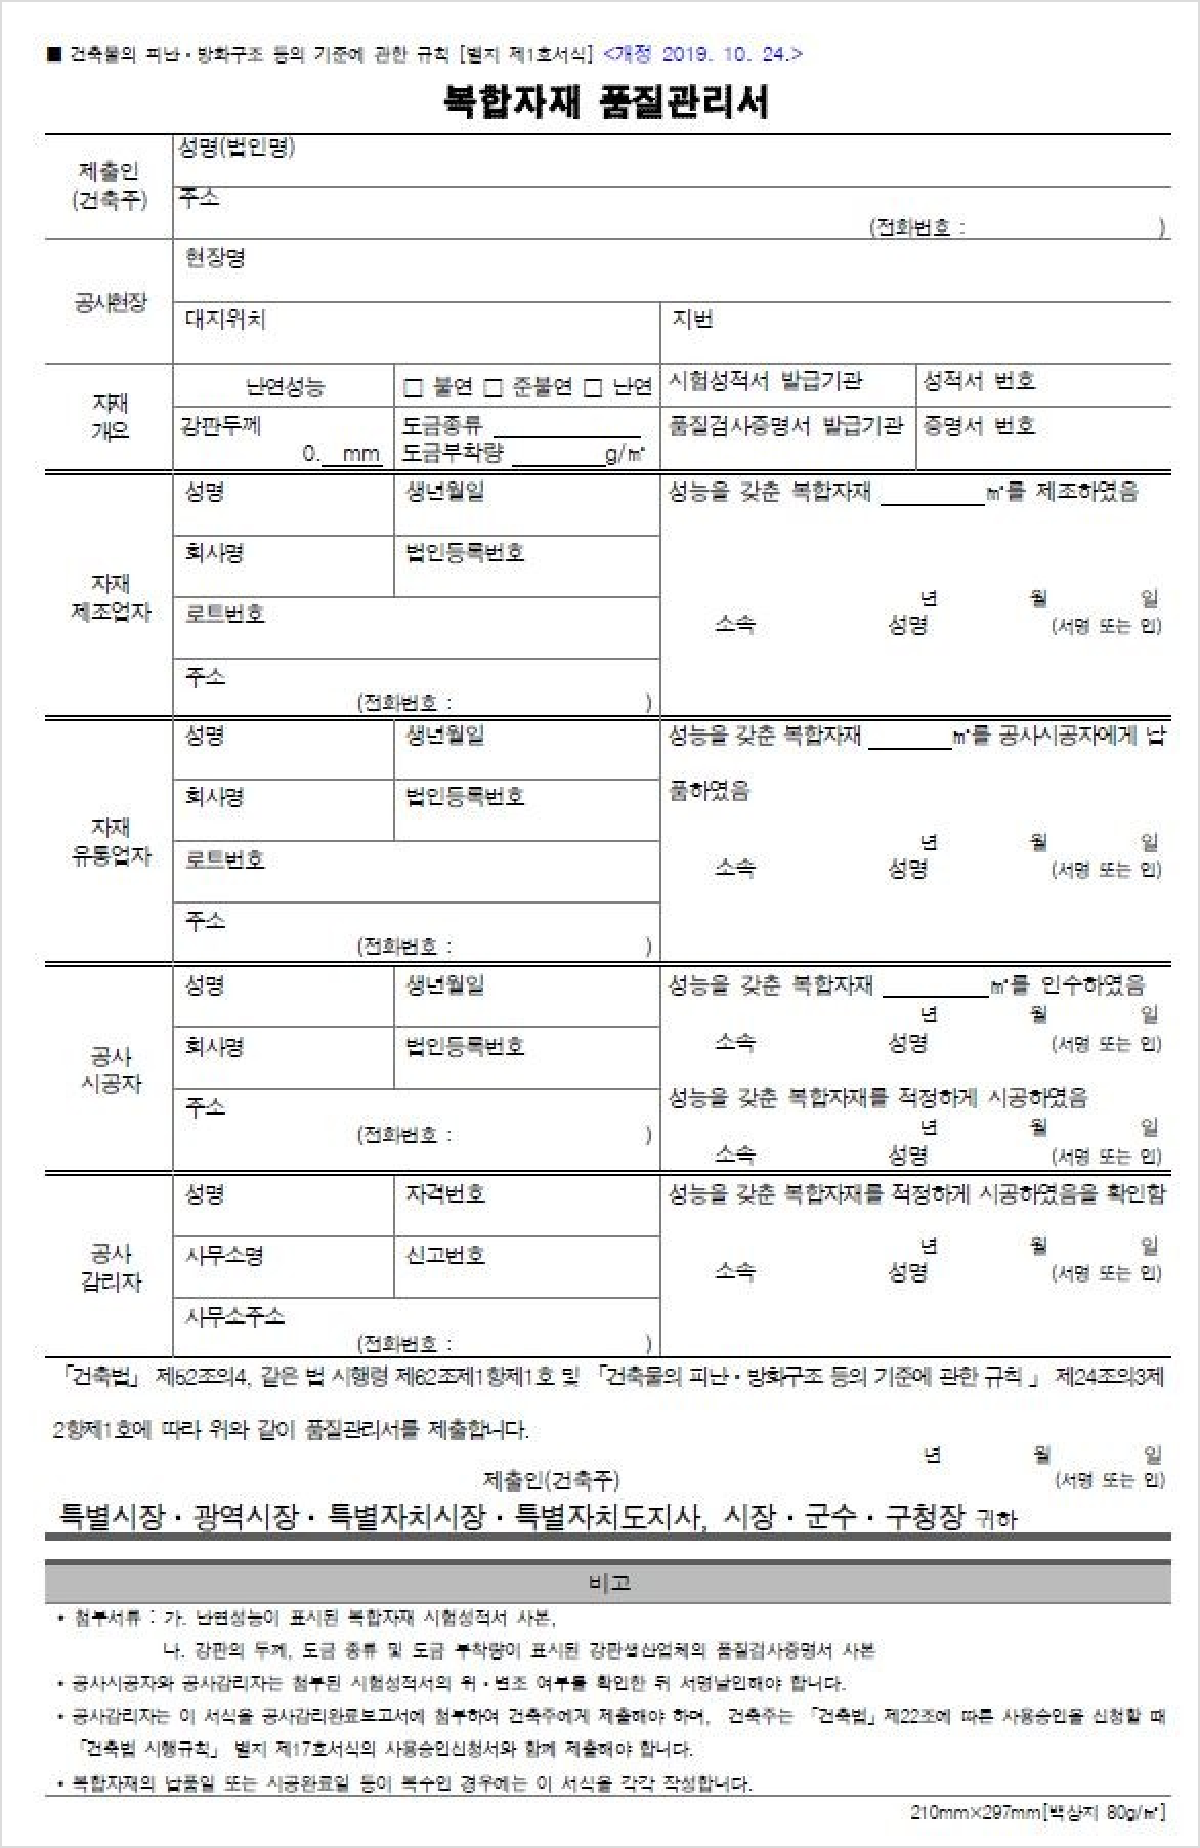 ■ 건축물의 피난·방화구조 등의 기준에 관한 규칙 [별지 제1호서식] <개정 2019. 10. 24.>
복합자재 품질관리서
제출인
(건축주)
성명(법인명)
주소
(전화번호 : )
공사현장
현장명
대지위치
지번
자재
개요
난연성능
□ 불연 □ 준불연 □ 난연
시험성적서 발급기관
성적서 번호
강판두께
0.__ mm
도금종류 ________
도금부착량 ________g/㎡
품질검사증명서 발급기관
증명서 번호
자재
제조업자
성명
생년월일
회사명
법인등록번호
로트번호
주소
(전화번호 : )
성능을 갖춘 복합자재 ________㎡를 제조하였음
년 월 일
소속 성명 (서명 또는 인)
자재
유통업자
성명
생년월일
회사명
법인등록번호
로트번호
주소
(전화번호 : )
성능을 갖춘 복합자재 ________㎡를 공사시공자에게 납
품하였음
년 월 일
소속 성명 (서명 또는 인)
공사
시공자
성명
생년월일
회사명
법인등록번호
주소
(전화번호 : )
성능을 갖춘 복합자재 ________㎡를 인수하였음
년 월 일
소속 성명 (서명 또는 인)
성능을 갖춘 복합자재를 적정하게 시공하였음
년 월 일
소속 성명 (서명 또는 인)
공사
감리자
성명
자격번호
사무소명
신고번호
사무소주소
(전화번호 : )
성능을 갖춘 복합자재를 적정하게 시공하였음을 확인함
년 월 일
소속 성명 (서명 또는 인)
「건축법」 제52조의4, 같은 법 시행령 제62조제1항제1호 및 「건축물의 피난·방화구조 등의 기준에 관한 규칙」 제24조의3제
2항제1호에 따라 위와 같이 품질관리서를 제출합니다.
년 월 일
제출인(건축주) (서명 또는 인)
특별시장·광역시장·특별자치시장·특별자치도지사, 시장·군수·구청장 귀하
비고
• 첨부서류 : 가. 난연성능이 표시된 복합자재 시험성적서 사본,
나. 강판의 두께, 도금 종류 및 도금 부착량이 표시된 강판생산업체의 품질검사증명서 사본
• 공사시공자와 공사감리자는 첨부된 시험성적서의 위·변조 여부를 확인한 뒤 서명날인해야 합니다.
• 공사감리자는 이 서식을 공사감리완료보고서에 첨부하여 건축주에게 제출해야 하며, 건축주는 「건축법」제22조에 따른 사용승인을 신청할 때
「건축법 시행규칙」 별지 제17호서식의 사용승인신청서와 함께 제출해야 합니다.
• 복합자재의 납품일 또는 시공완료일 등이 복수인 경우에는 이 서식을 각각 작성합니다.
210mm×297mm[백상지 80g/㎡]